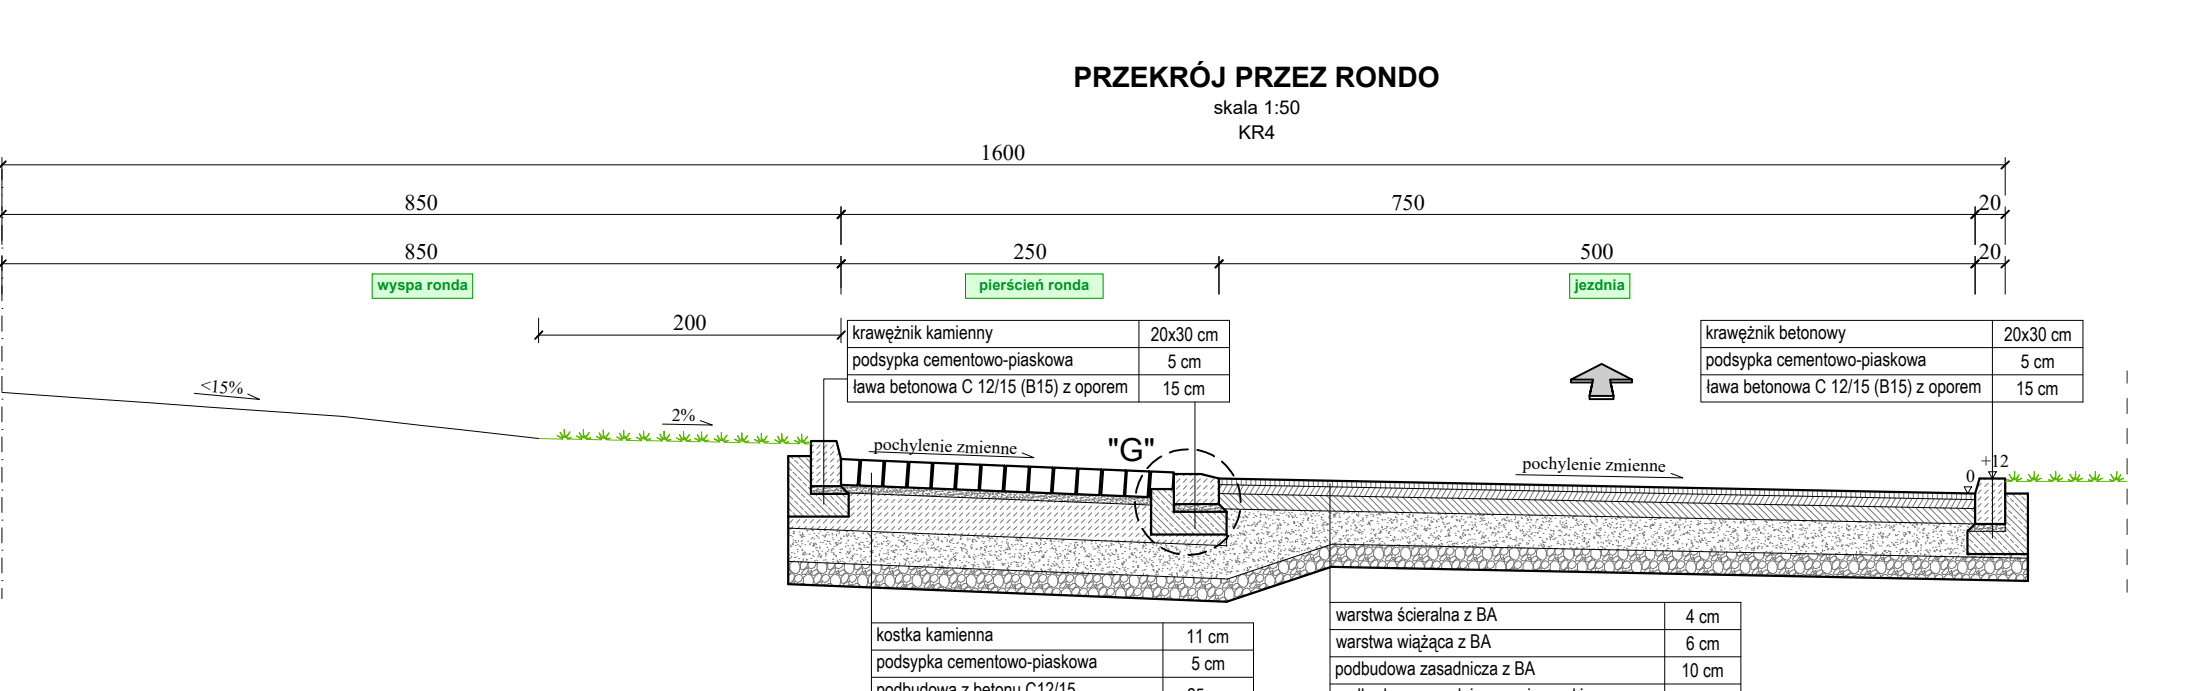 PRZEKRÓJ PRZEZ RONDO
skala 1:50
KR4
1600
850 750 20
850 250 500 20
wyspa ronda pierścień ronda jezdnia
200
krawężnik kamienny 20x30 cm
podsypka cementowo-piaskowa 5 cm
ława betonowa C 12/15 (B15) z oporem 15 cm
krawężnik betonowy 20x30 cm
podsypka cementowo-piaskowa 5 cm
ława betonowa C 12/15 (B15) z oporem 15 cm
<15%
2%
pochylenie zmienne
"G"
pochylenie zmienne
0 +12
kostka kamienna 11 cm
podsypka cementowo-piaskowa 5 cm
podbudowa z betonu C12/15
warstwa ścieralna z BA 4 cm
warstwa wiążąca z BA 6 cm
podbudowa zasadnicza z BA 10 cm